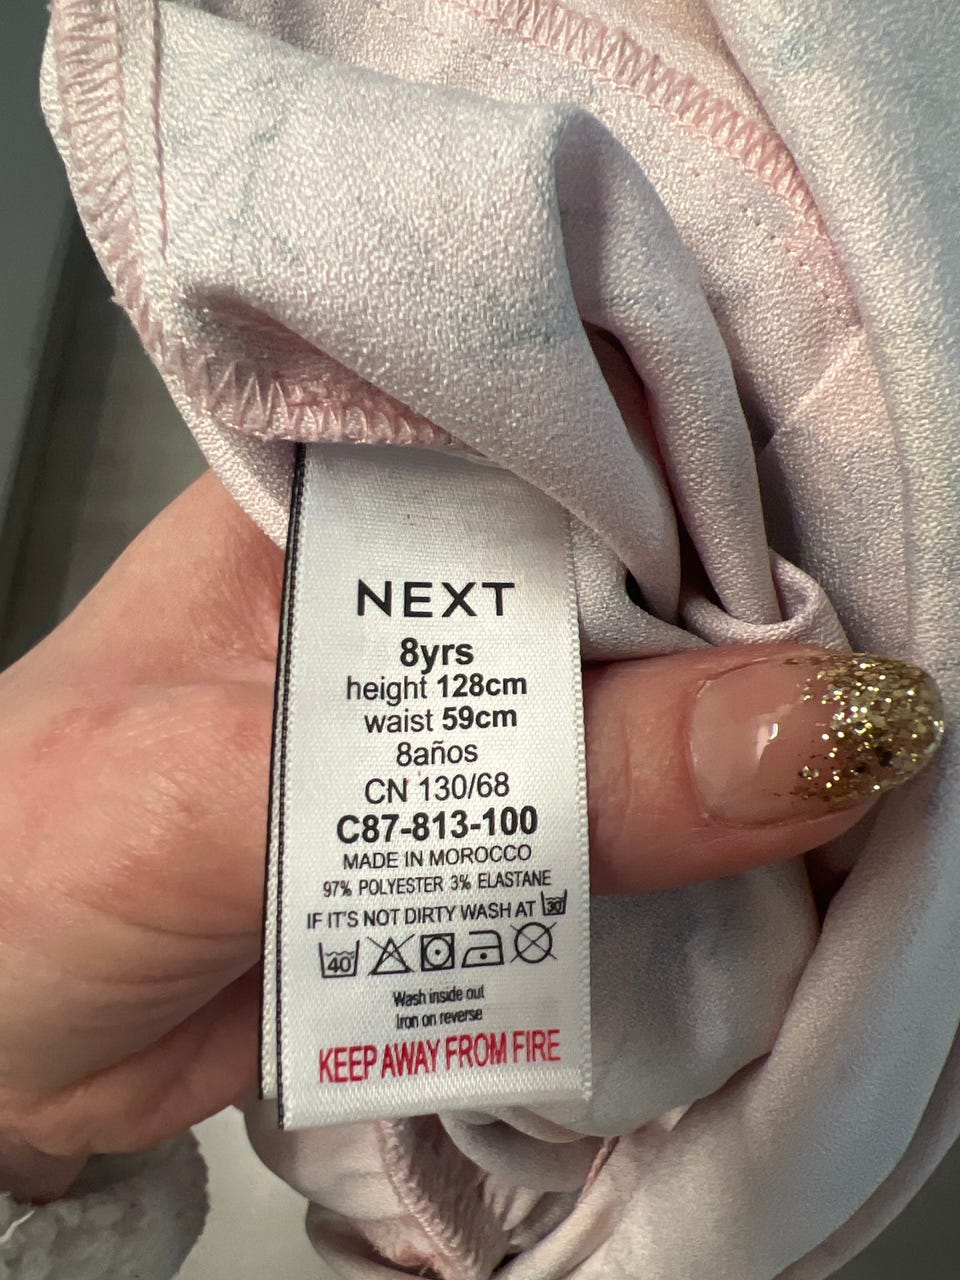 NEXT
8yrs
height 128cm
waist 59cm
8años
CN 130/68
C87-813-100
MADE IN MOROCCO
97% POLYESTER 3% ELASTANE
IF IT'S NOT DIRTY WASH AT 30
40
Wash inside out
Iron on reverse
KEEP AWAY FROM FIRE